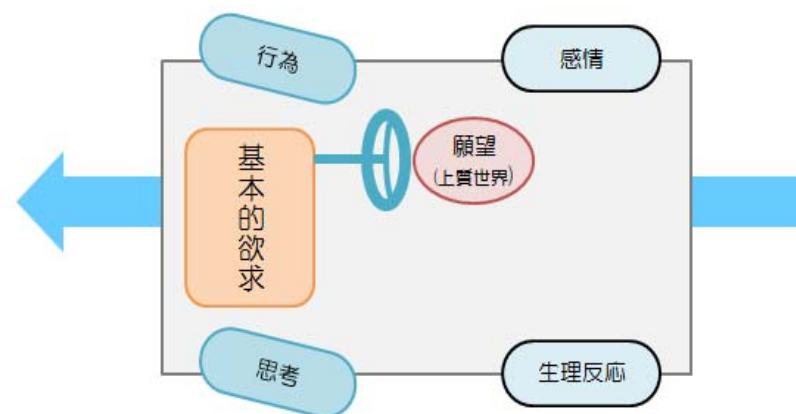 行為
感情
基本的欲求
願望
(上質世界)
思考
生理反応